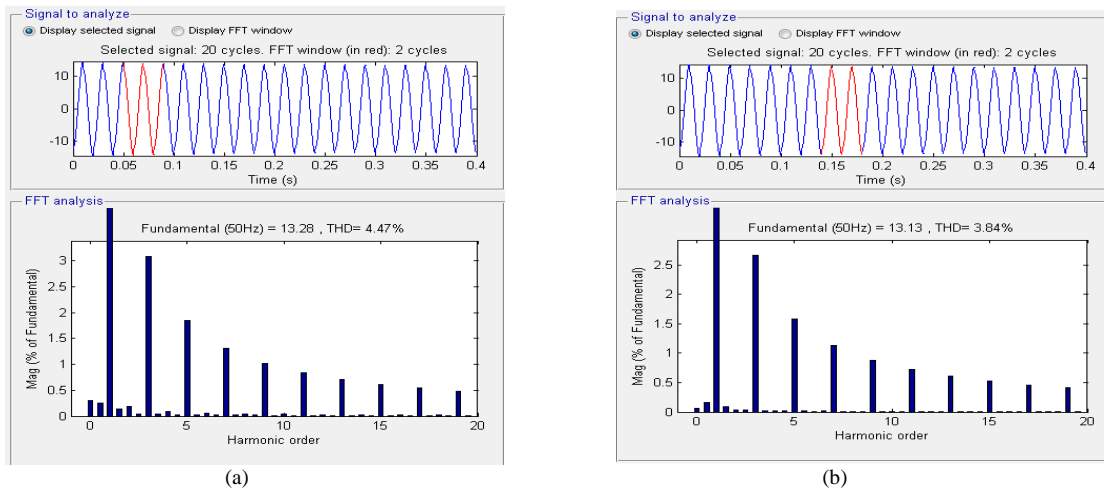 Signal to analyze
Display selected signal Display FFT window
Selected signal: 20 cycles. FFT window (in red): 2 cycles
10
0
-10
0 0.05 0.1 0.15 0.2 0.25 0.3 0.35 0.4
Time (s)
FFT analysis
Fundamental (50Hz) = 13.28 , THD= 4.47%
Mag (% of Fundamental)
3
2.5
2
1.5
1
0.5
0
0 5 10 15 20
Harmonic order
(a)
Signal to analyze
Display selected signal Display FFT window
Selected signal: 20 cycles. FFT window (in red): 2 cycles
10
0
-10
0 0.05 0.1 0.15 0.2 0.25 0.3 0.35 0.4
Time (s)
FFT analysis
Fundamental (50Hz) = 13.13 , THD= 3.84%
Mag (% of Fundamental)
2.5
2
1.5
1
0.5
0
0 5 10 15 20
Harmonic order
(b)